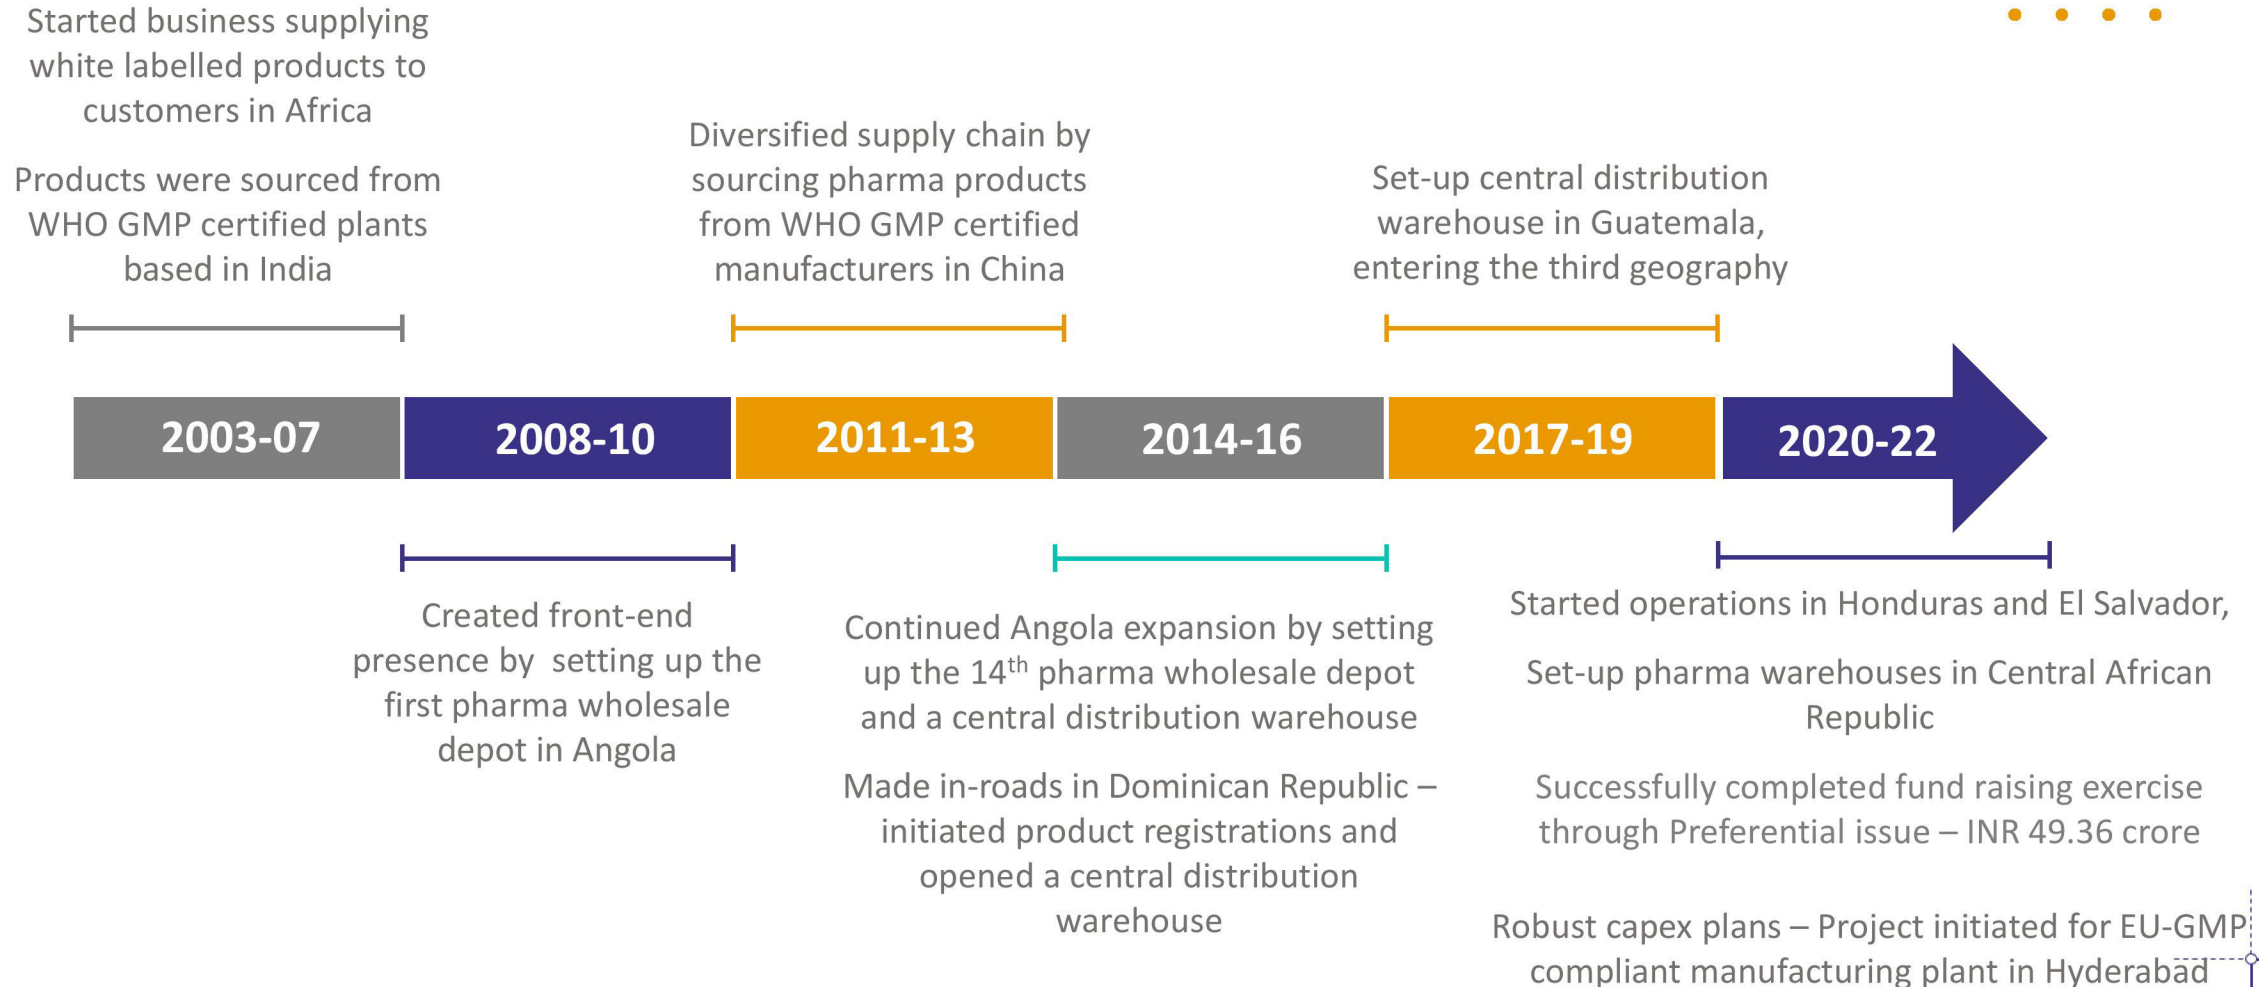 Started business supplying
white labelled products to
customers in Africa
Products were sourced from
WHO GMP certified plants
based in India
Diversified supply chain by
sourcing pharma products
from WHO GMP certified
manufacturers in China
Set-up central distribution
warehouse in Guatemala,
entering the third geography
2003-07
2008-10
2011-13
2014-16
2017-19
2020-22
Created front-end
presence by  setting up the
first pharma wholesale
depot in Angola
Continued Angola expansion by setting
up the 14th pharma wholesale depot
and a central distribution warehouse
Made in-roads in Dominican Republic –
initiated product registrations and
opened a central distribution
warehouse
Started operations in Honduras and El Salvador,
Set-up pharma warehouses in Central African
Republic
Successfully completed fund raising exercise
through Preferential issue – INR 49.36 crore
Robust capex plans – Project initiated for EU-GMP
compliant manufacturing plant in Hyderabad